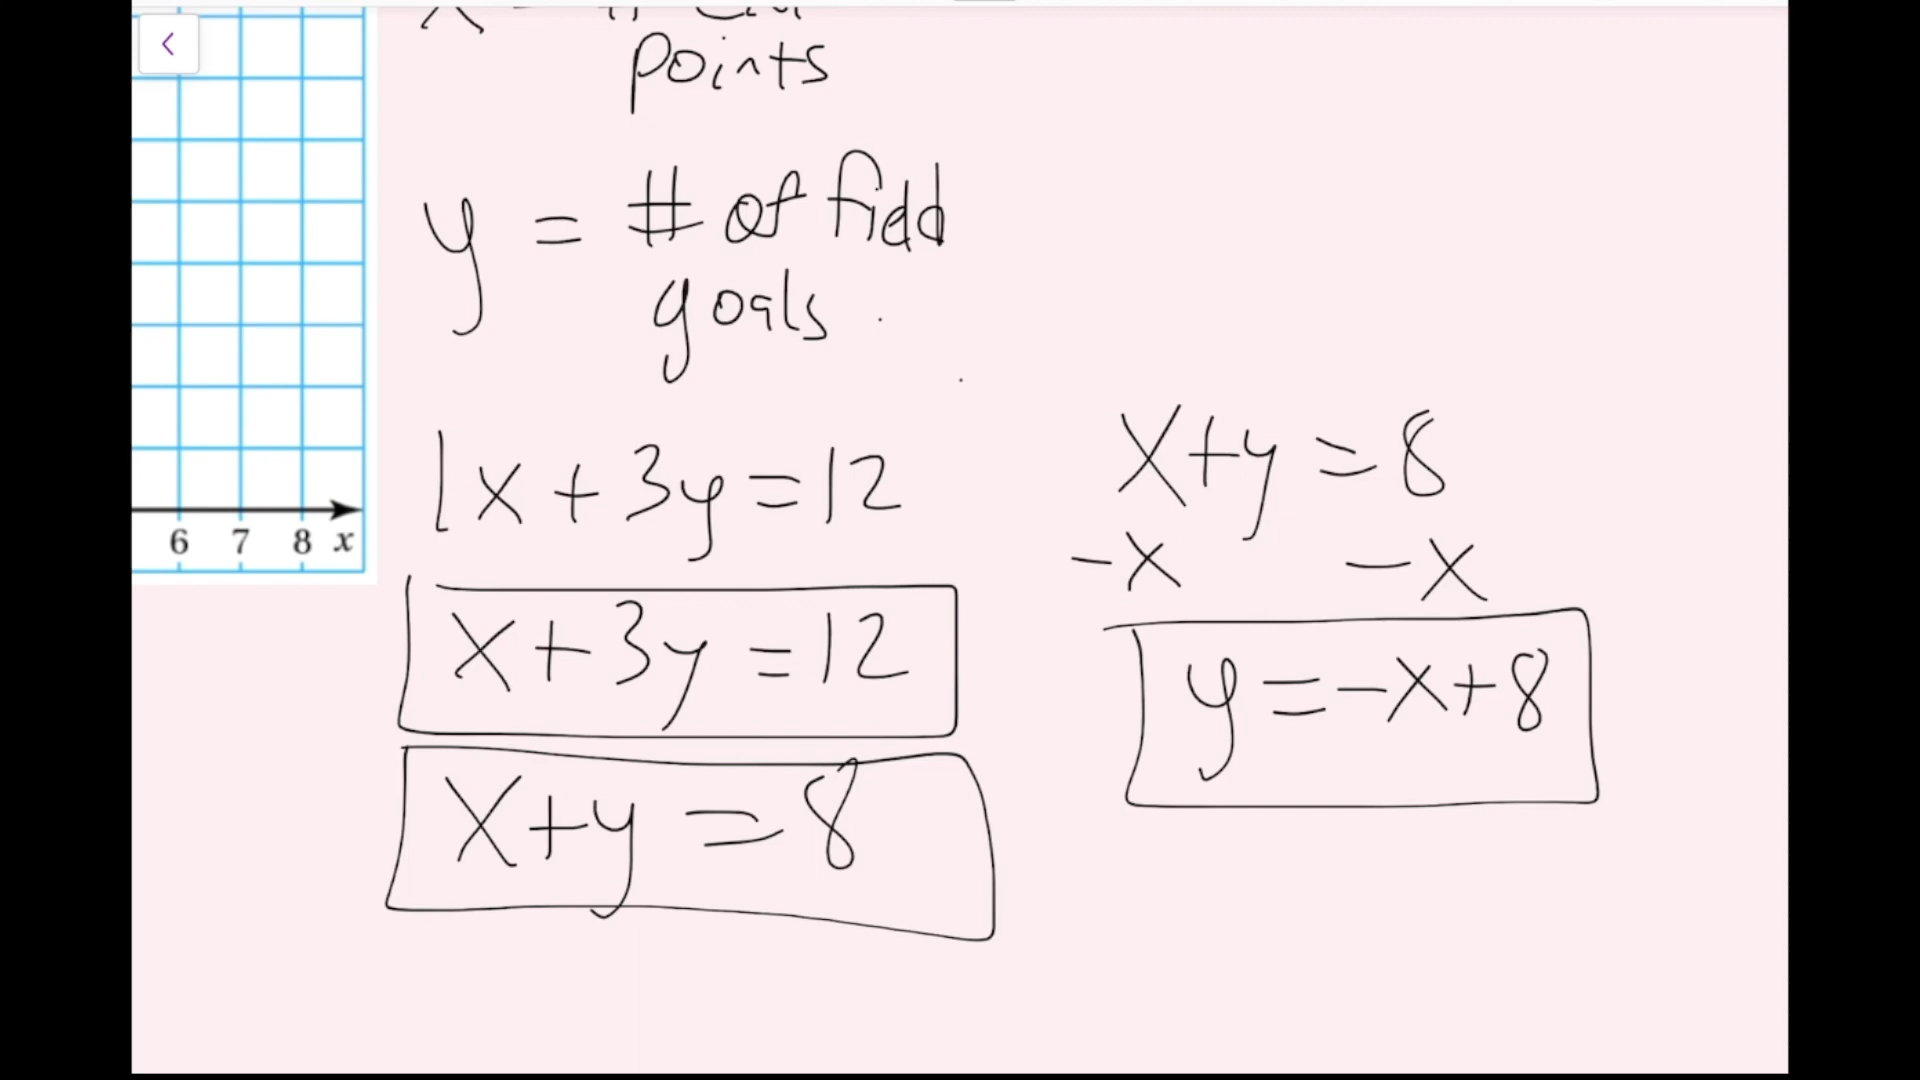 points
y = # of field
goals.
1x + 3y = 12
x + 3y = 12
x + y = 8
x + y = 8
-x -x
y = -x + 8
6 7 8 x